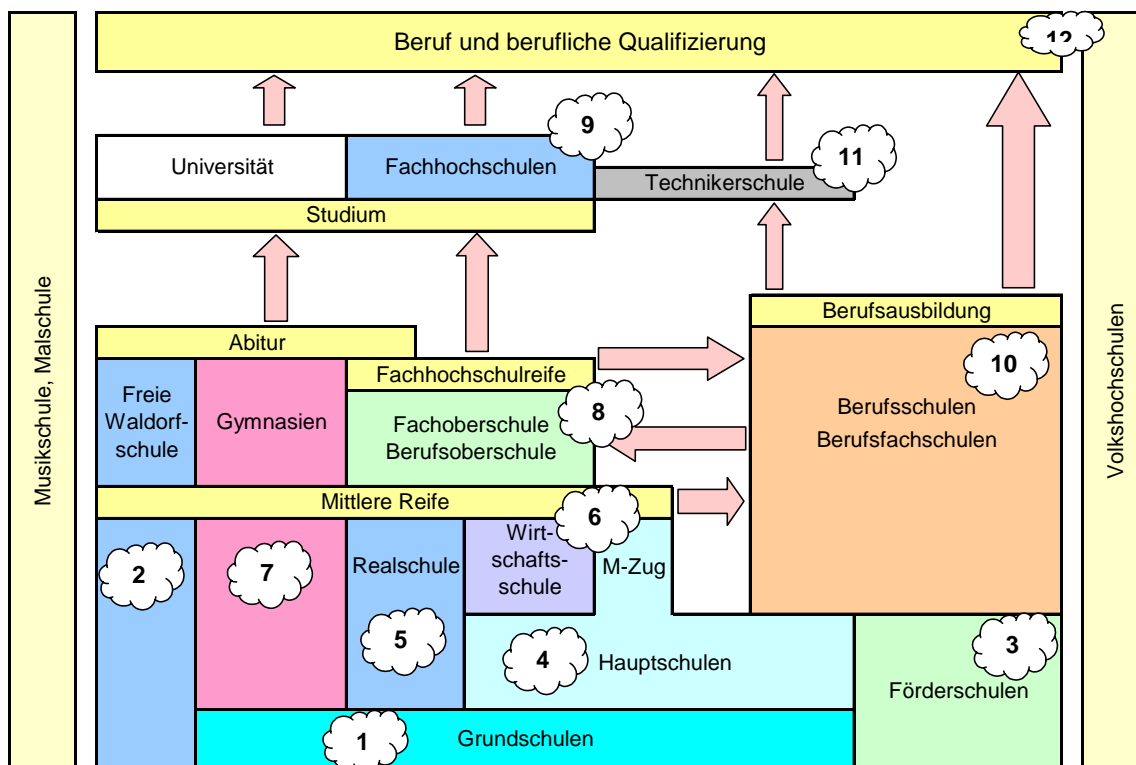 Beruf und berufliche Qualifizierung
12
9
Universität
Fachhochschulen
11
Technikerschule
Studium
Berufsausbildung
Abitur
10
Fachhochschulreife
Freie
Waldorf-
schule
Gymnasien
8
Fachoberschule
Berufsoberschule
Berufsschulen
Berufsfachschulen
Mittlere Reife
6
2
7
Realschule
Wirt-
schafts-
schule
M-Zug
5
4
Hauptschulen
3
Förderschulen
1
Grundschulen
Musikschule, Malschule
Volkshochschulen